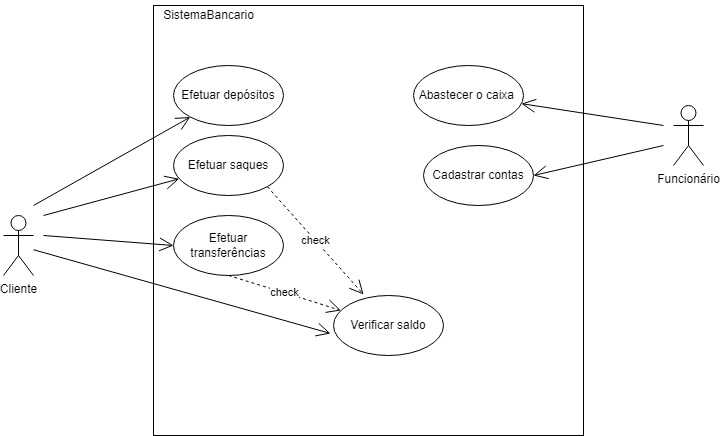 SistemaBancario
Efetuar depósitos
Abastecer o caixa
Efetuar saques
Cadastrar contas
Funcionário
Efetuar
transferências
check
Cliente
check
Verificar saldo